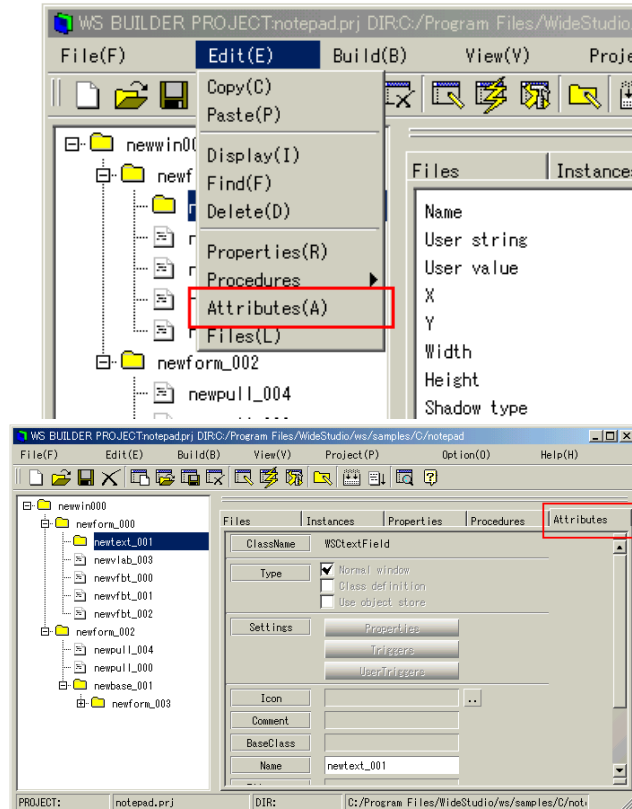 WS BUILDER PROJECT:notepad.prj DIR:C:/Program Files/WideStudio
File(F) Edit(E) Build(B) View(V) Proje
Copy(C)
Paste(P)
Display(I)
Find(F)
Delete(D)
Properties(R)
Procedures
Attributes(A)
Files(L)
newwin00
newf
newform_002
newpull_004
Files Instances
Name
User string
User value
X
Y
Width
Height
Shadow type
WS BUILDER PROJECT:notepad.prj DIR:C:/Program Files/WideStudio/ws/samples/C/notepad
File(F) Edit(E) Build(B) View(V) Project(P) Option(O) Help(H)
newwin000
newform_000
newtext_001
newvlab_003
newvfbt_000
newvfbt_001
newvfbt_002
newform_002
newpull_004
newpull_000
newbase_001
newform_003
Files Instances Properties Procedures Attributes
ClassName WSCtextField
Type Normal window
Class definition
Use object store
Settings Properties
Triggers
UserTriggers
Icon ..
Comment
BaseClass
Name newtext_001
PROJECT: notepad.prj DIR: C:/Program Files/WideStudio/ws/samples/C/not